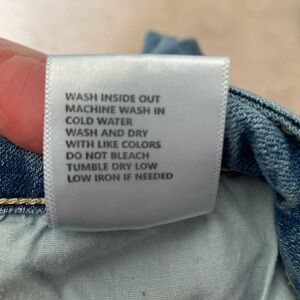 WASH INSIDE OUT
MACHINE WASH IN
COLD WATER
WASH AND DRY
WITH LIKE COLORS
DO NOT BLEACH
TUMBLE DRY LOW
LOW IRON IF NEEDED